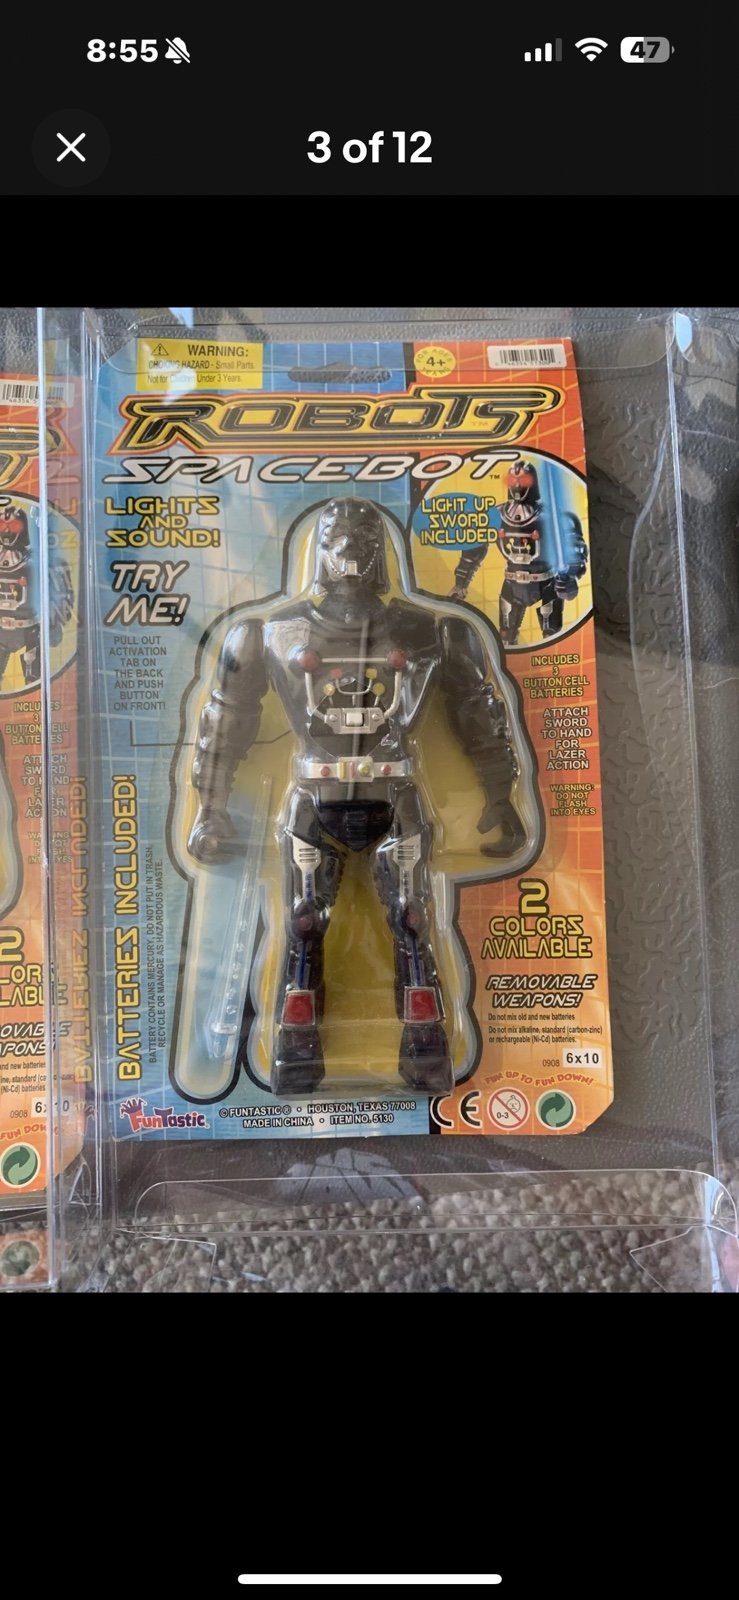 8:55
47
3 of 12
WARNING:
CHOKING HAZARD - Small Parts.
Not for Children Under 3 Years.
4+
ROBOTS
SPACEBOT™
LIGHTS
AND
SOUND!
TRY
ME!
PULL OUT
ACTIVATION
TAB ON
THE BACK
AND PUSH
BUTTON
ON FRONT!
LIGHT UP
SWORD
INCLUDED
INCLUDES
3
BUTTON CELL
BATTERIES
ATTACH
SWORD
TO HAND
FOR
LAZER
ACTION
WARNING:
DO NOT
FLASH
INTO EYES
BATTERIES INCLUDED!
BATTERY CONTAINS MERCURY, DO NOT PUT IN TRASH.
RECYCLE OR MANAGE AS HAZARDOUS WASTE.
2
COLORS
AVAILABLE
REMOVABLE
WEAPONS!
Do not mix old and new batteries
Do not mix alkaline, standard (carbon-zinc)
or rechargeable (Ni-Cd) batteries.
0908 6x10
FUN UP TO FUN DOWN!
FunTastic
©FUNTASTIC® • HOUSTON, TEXAS 77008
MADE IN CHINA • ITEM NO. 5130
CE
0-3